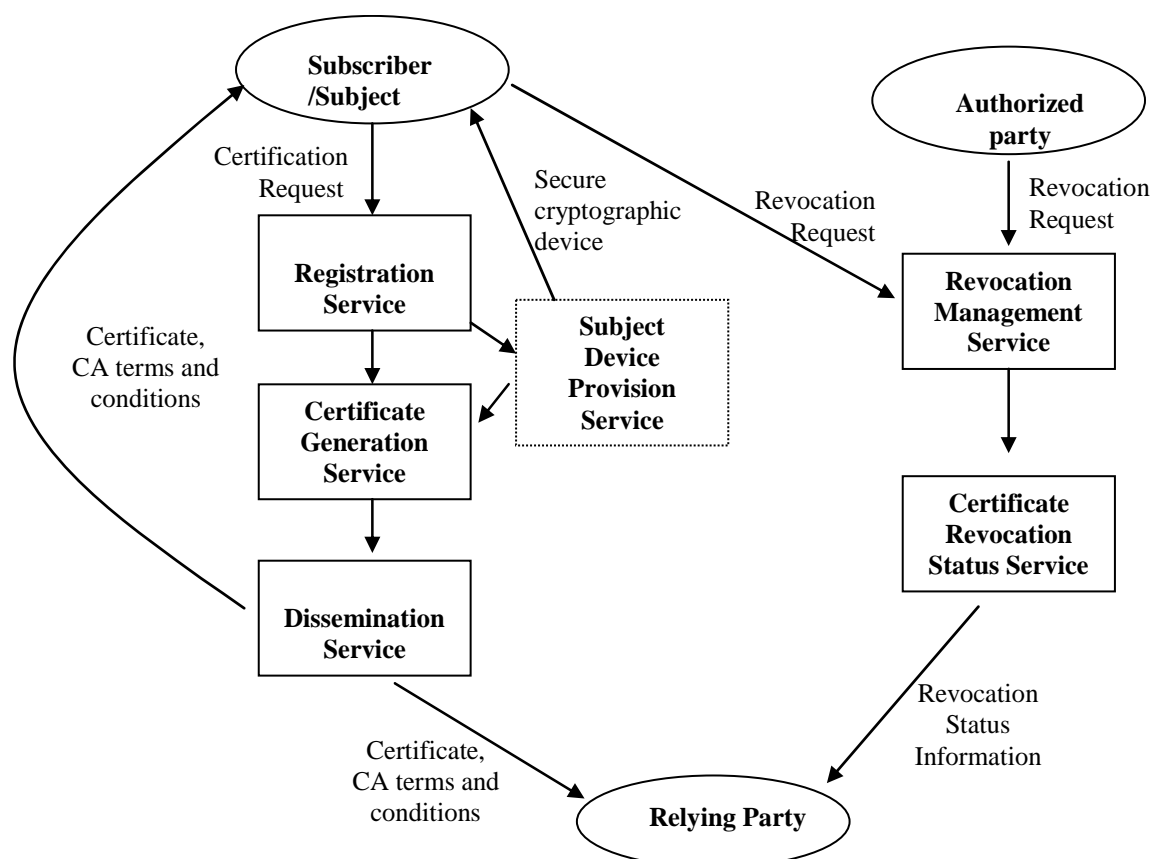 Subscriber
/Subject
Authorized
party
Certification
Request
Secure
cryptographic
device
Revocation
Request
Revocation
Request
Registration
Service
Revocation
Management
Service
Subject
Device
Provision
Service
Certificate,
CA terms and
conditions
Certificate
Generation
Service
Certificate
Revocation
Status Service
Dissemination
Service
Revocation
Status
Information
Certificate,
CA terms and
conditions
Relying Party